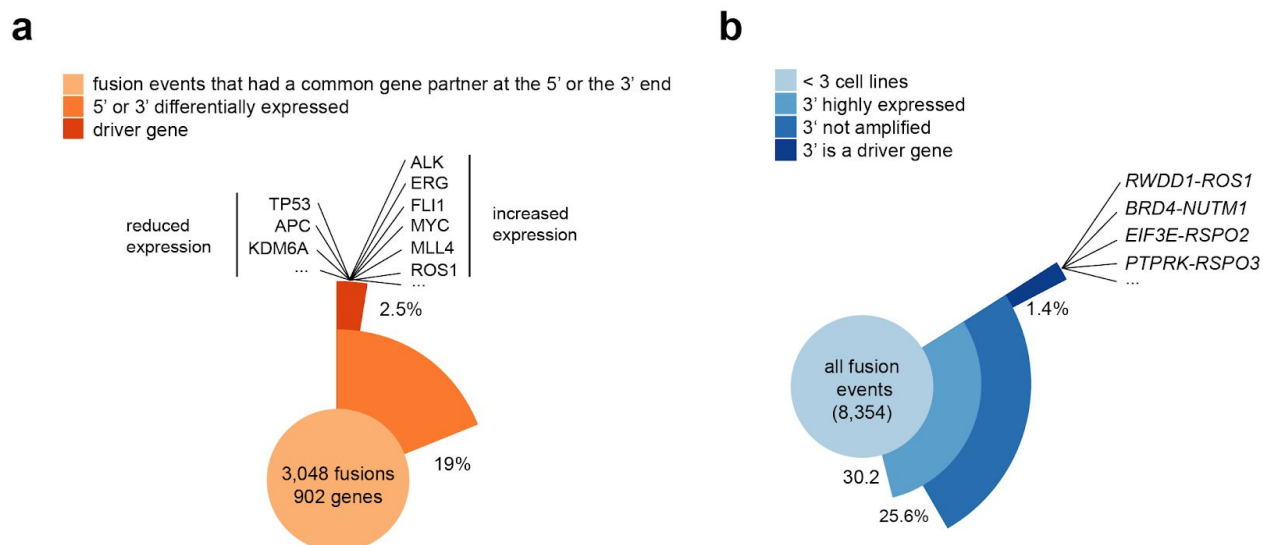 a
fusion events that had a common gene partner at the 5’ or the 3’ end
5’ or 3’ differentially expressed
driver gene
reduced
expression
TP53
APC
KDM6A
...
ALK
ERG
FLI1
MYC
MLL4
ROS1
...
increased
expression
2.5%
19%
3,048 fusions
902 genes
b
< 3 cell lines
3’ highly expressed
3‘ not amplified
3’ is a driver gene
RWDD1-ROS1
BRD4-NUTM1
EIF3E-RSPO2
PTPRK-RSPO3
...
1.4%
all fusion
events
(8,354)
30.2
25.6%